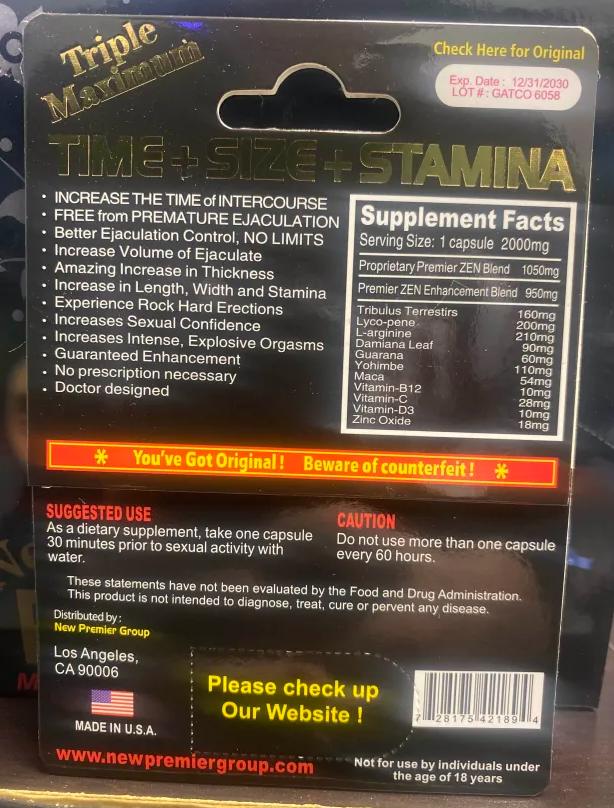 Triple
Maximum
Check Here for Original
Exp. Date : 12/31/2030
LOT # : GATCO 6058
TIME + SIZE + STAMINA
• INCREASE THE TIME of INTERCOURSE
• FREE from PREMATURE EJACULATION
• Better Ejaculation Control, NO LIMITS
• Increase Volume of Ejaculate
• Amazing Increase in Thickness
• Increase in Length, Width and Stamina
• Experience Rock Hard Erections
• Increases Sexual Confidence
• Increases Intense, Explosive Orgasms
• Guaranteed Enhancement
• No prescription necessary
• Doctor designed
Supplement Facts
Serving Size: 1 capsule 2000mg
Proprietary Premier ZEN Blend 1050mg
Premier ZEN Enhancement Blend 950mg
Tribulus Terrestirs 160mg
Lyco-pene 200mg
L-arginine 210mg
Damiana Leaf 90mg
Guarana 60mg
Yohimbe 110mg
Maca 54mg
Vitamin-B12 10mg
Vitamin-C 28mg
Vitamin-D3 10mg
Zinc Oxide 18mg
* You've Got Original ! Beware of counterfeit ! *
SUGGESTED USE
As a dietary supplement, take one capsule
30 minutes prior to sexual activity with
water.
CAUTION
Do not use more than one capsule
every 60 hours.
These statements have not been evaluated by the Food and Drug Administration.
This product is not intended to diagnose, treat, cure or pervent any disease.
Distributed by :
New Premier Group
Los Angeles,
CA 90006
MADE IN U.S.A.
Please check up
Our Website !
7 28175 42189 4
www.newpremiergroup.com
Not for use by individuals under
the age of 18 years